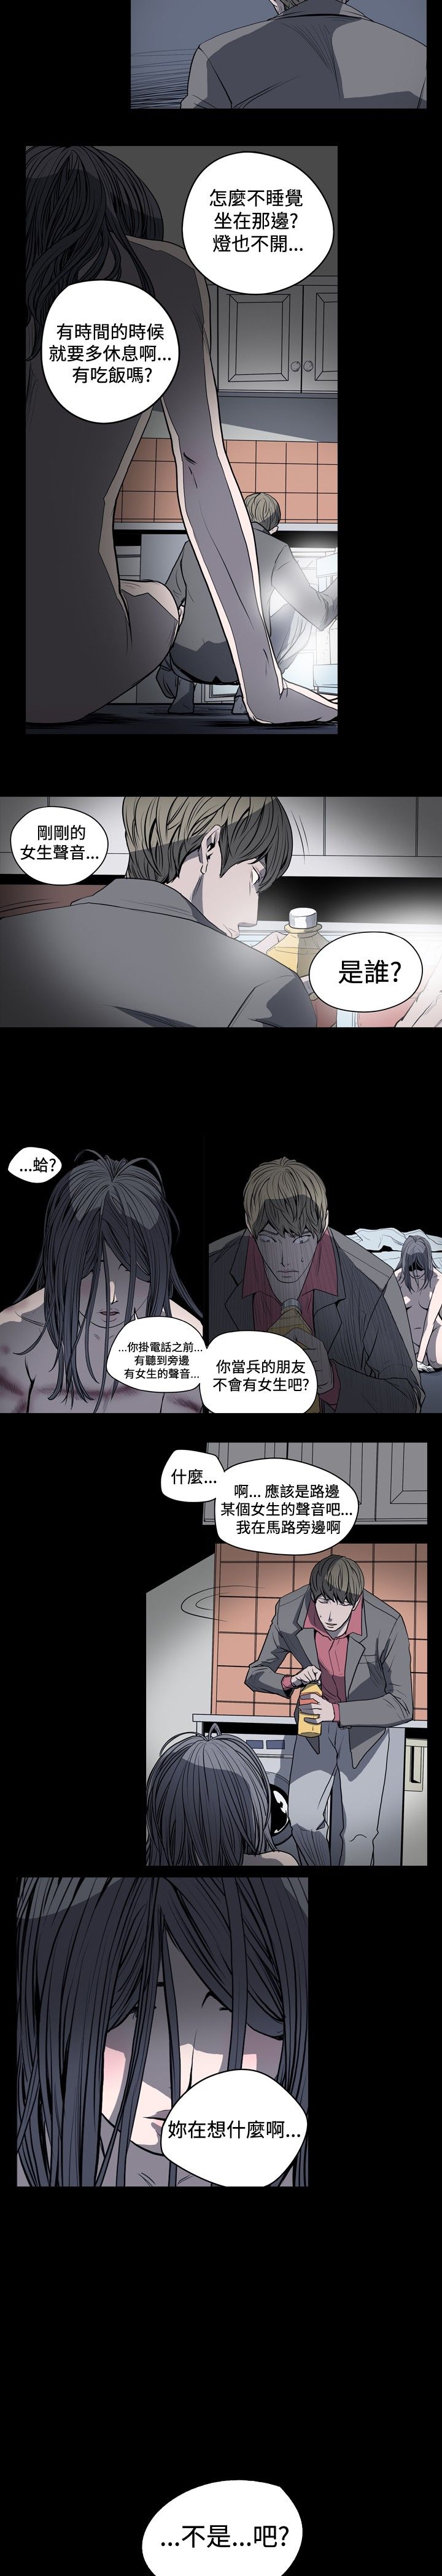 怎麼不睡覺
坐在那邊?
燈也不開...
有時間的時候
就要多休息啊...
有吃飯嗎?
剛剛的
女生聲音...
是誰?
...蛤?
...你掛電話之前...
有聽到旁邊
有女生的聲音...
你當兵的朋友
不會有女生吧?
什麼...
啊... 應該是路邊
某個女生的聲音吧...
我在馬路旁邊啊
妳在想什麼啊...
...不是...吧?